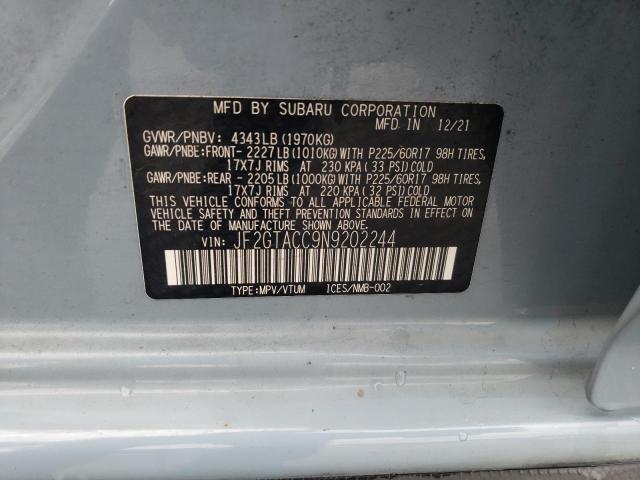 MFD BY SUBARU CORPORATION
MFD IN 12/21
GVWR/PNBV: 4343LB (1970KG)
GAWR/PNBE: FRONT- 2227LB (1010KG) WITH P225/60R17 98H TIRES,
17X7J RIMS AT 230 KPA (33 PSI) COLD
GAWR/PNBE: REAR - 2205LB (1000KG) WITH P225/60R17 98H TIRES,
17X7J RIMS AT 220 KPA (32 PSI) COLD
THIS VEHICLE CONFORMS TO ALL APPLICABLE FEDERAL MOTOR
VEHICLE SAFETY AND THEFT PREVENTION STANDARDS IN EFFECT
ON THE DATE OF MANUFACTURE SHOWN ABOVE.
VIN: JF2GTACC9N9202244
TYPE: MPV/VTUM ICES/NMB-002